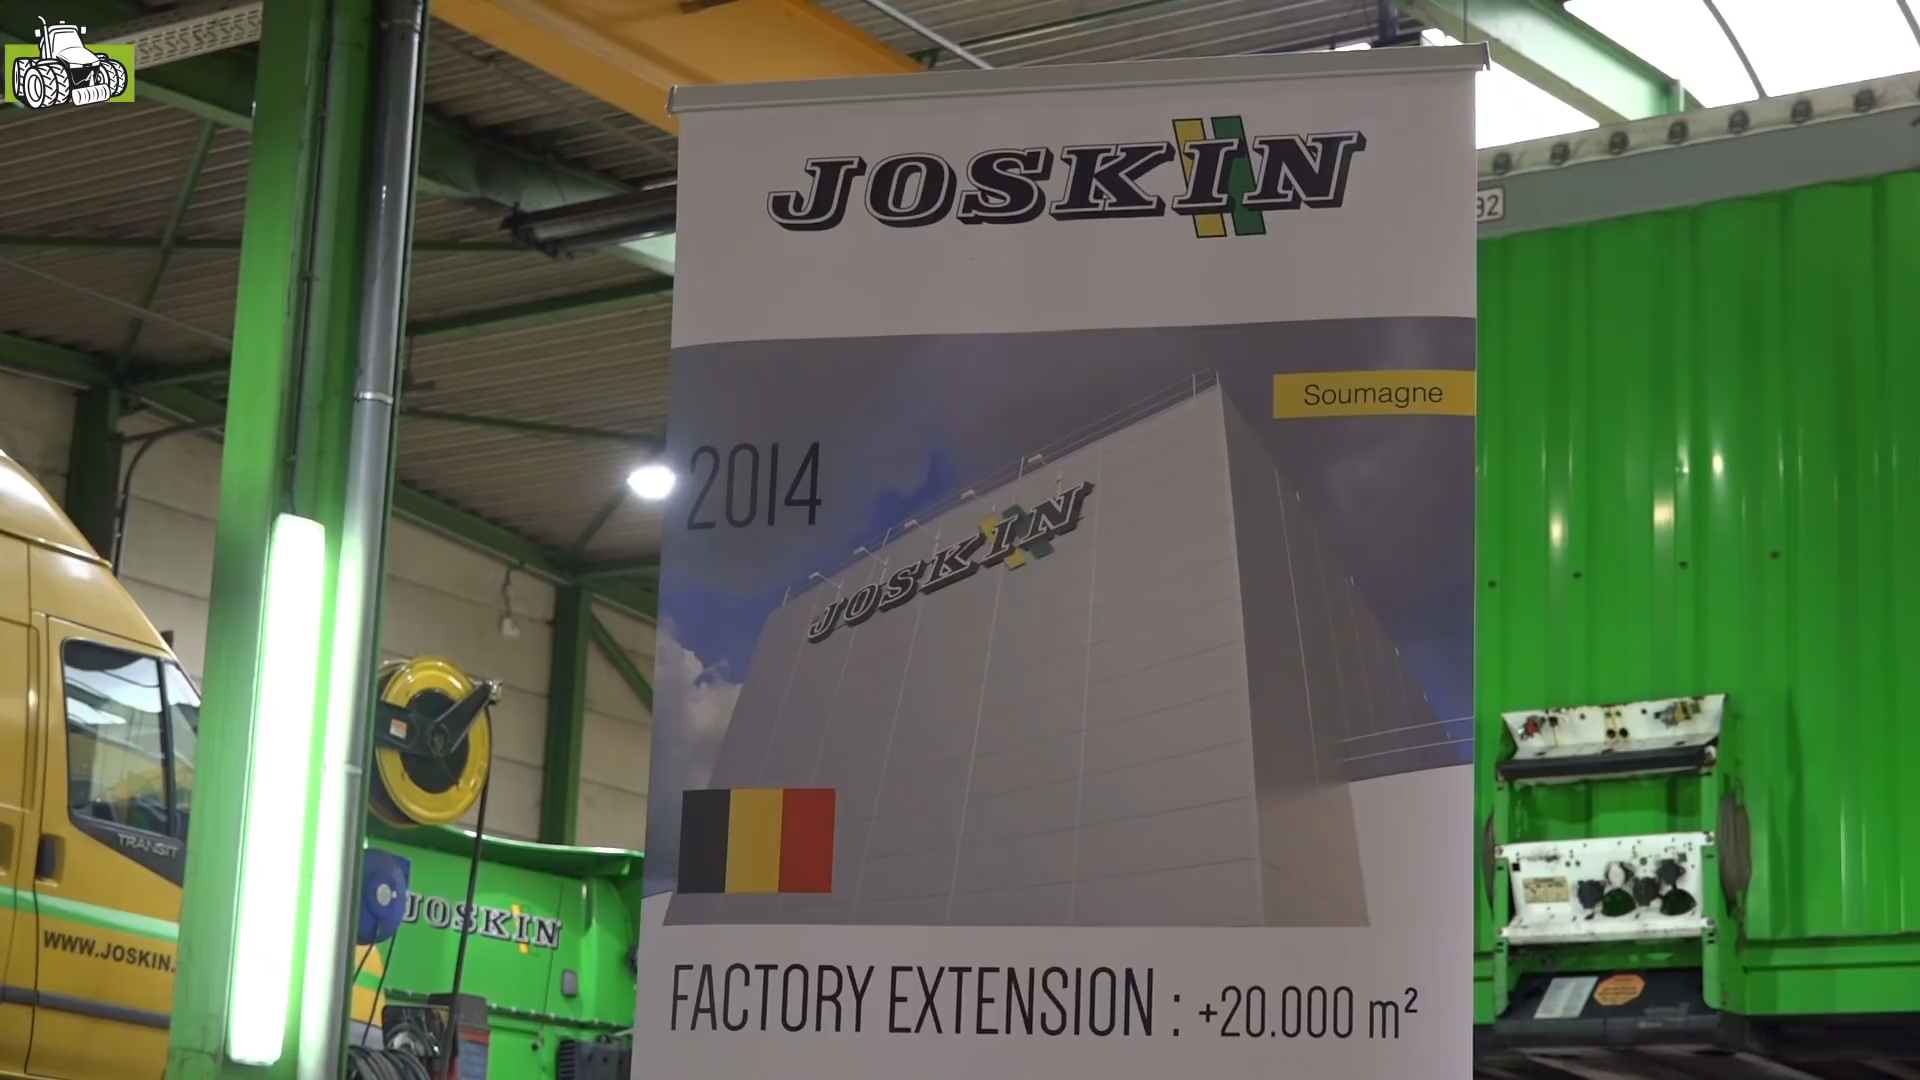 JOSKIN
92
Soumagne
2014
JOSKIN
TRANSIT
JOSKIN
WWW.JOSKIN.
FACTORY EXTENSION : +20.000 m²